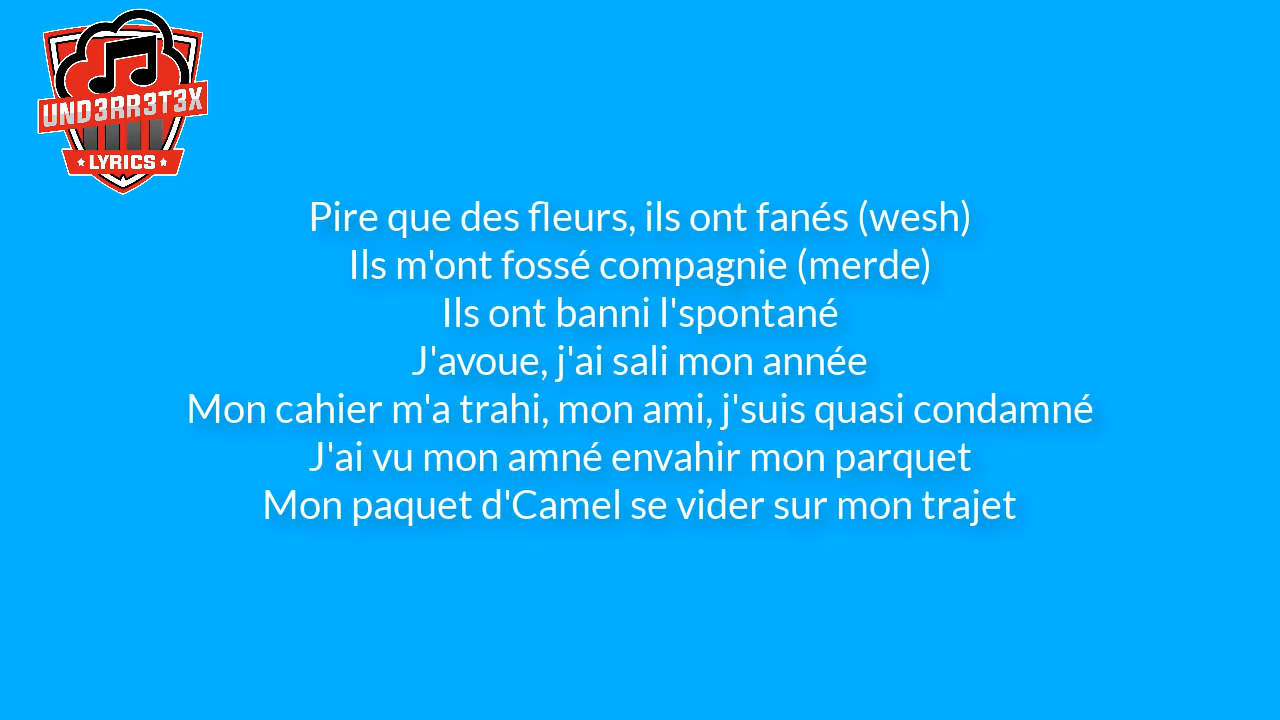 UND3RR3T3X
LYRICS
Pire que des fleurs, ils ont fanés (wesh)
Ils m'ont fossé compagnie (merde)
Ils ont banni l'spontané
J'avoue, j'ai sali mon année
Mon cahier m'a trahi, mon ami, j'suis quasi condamné
J'ai vu mon amné envahir mon parquet
Mon paquet d'Camel se vider sur mon trajet